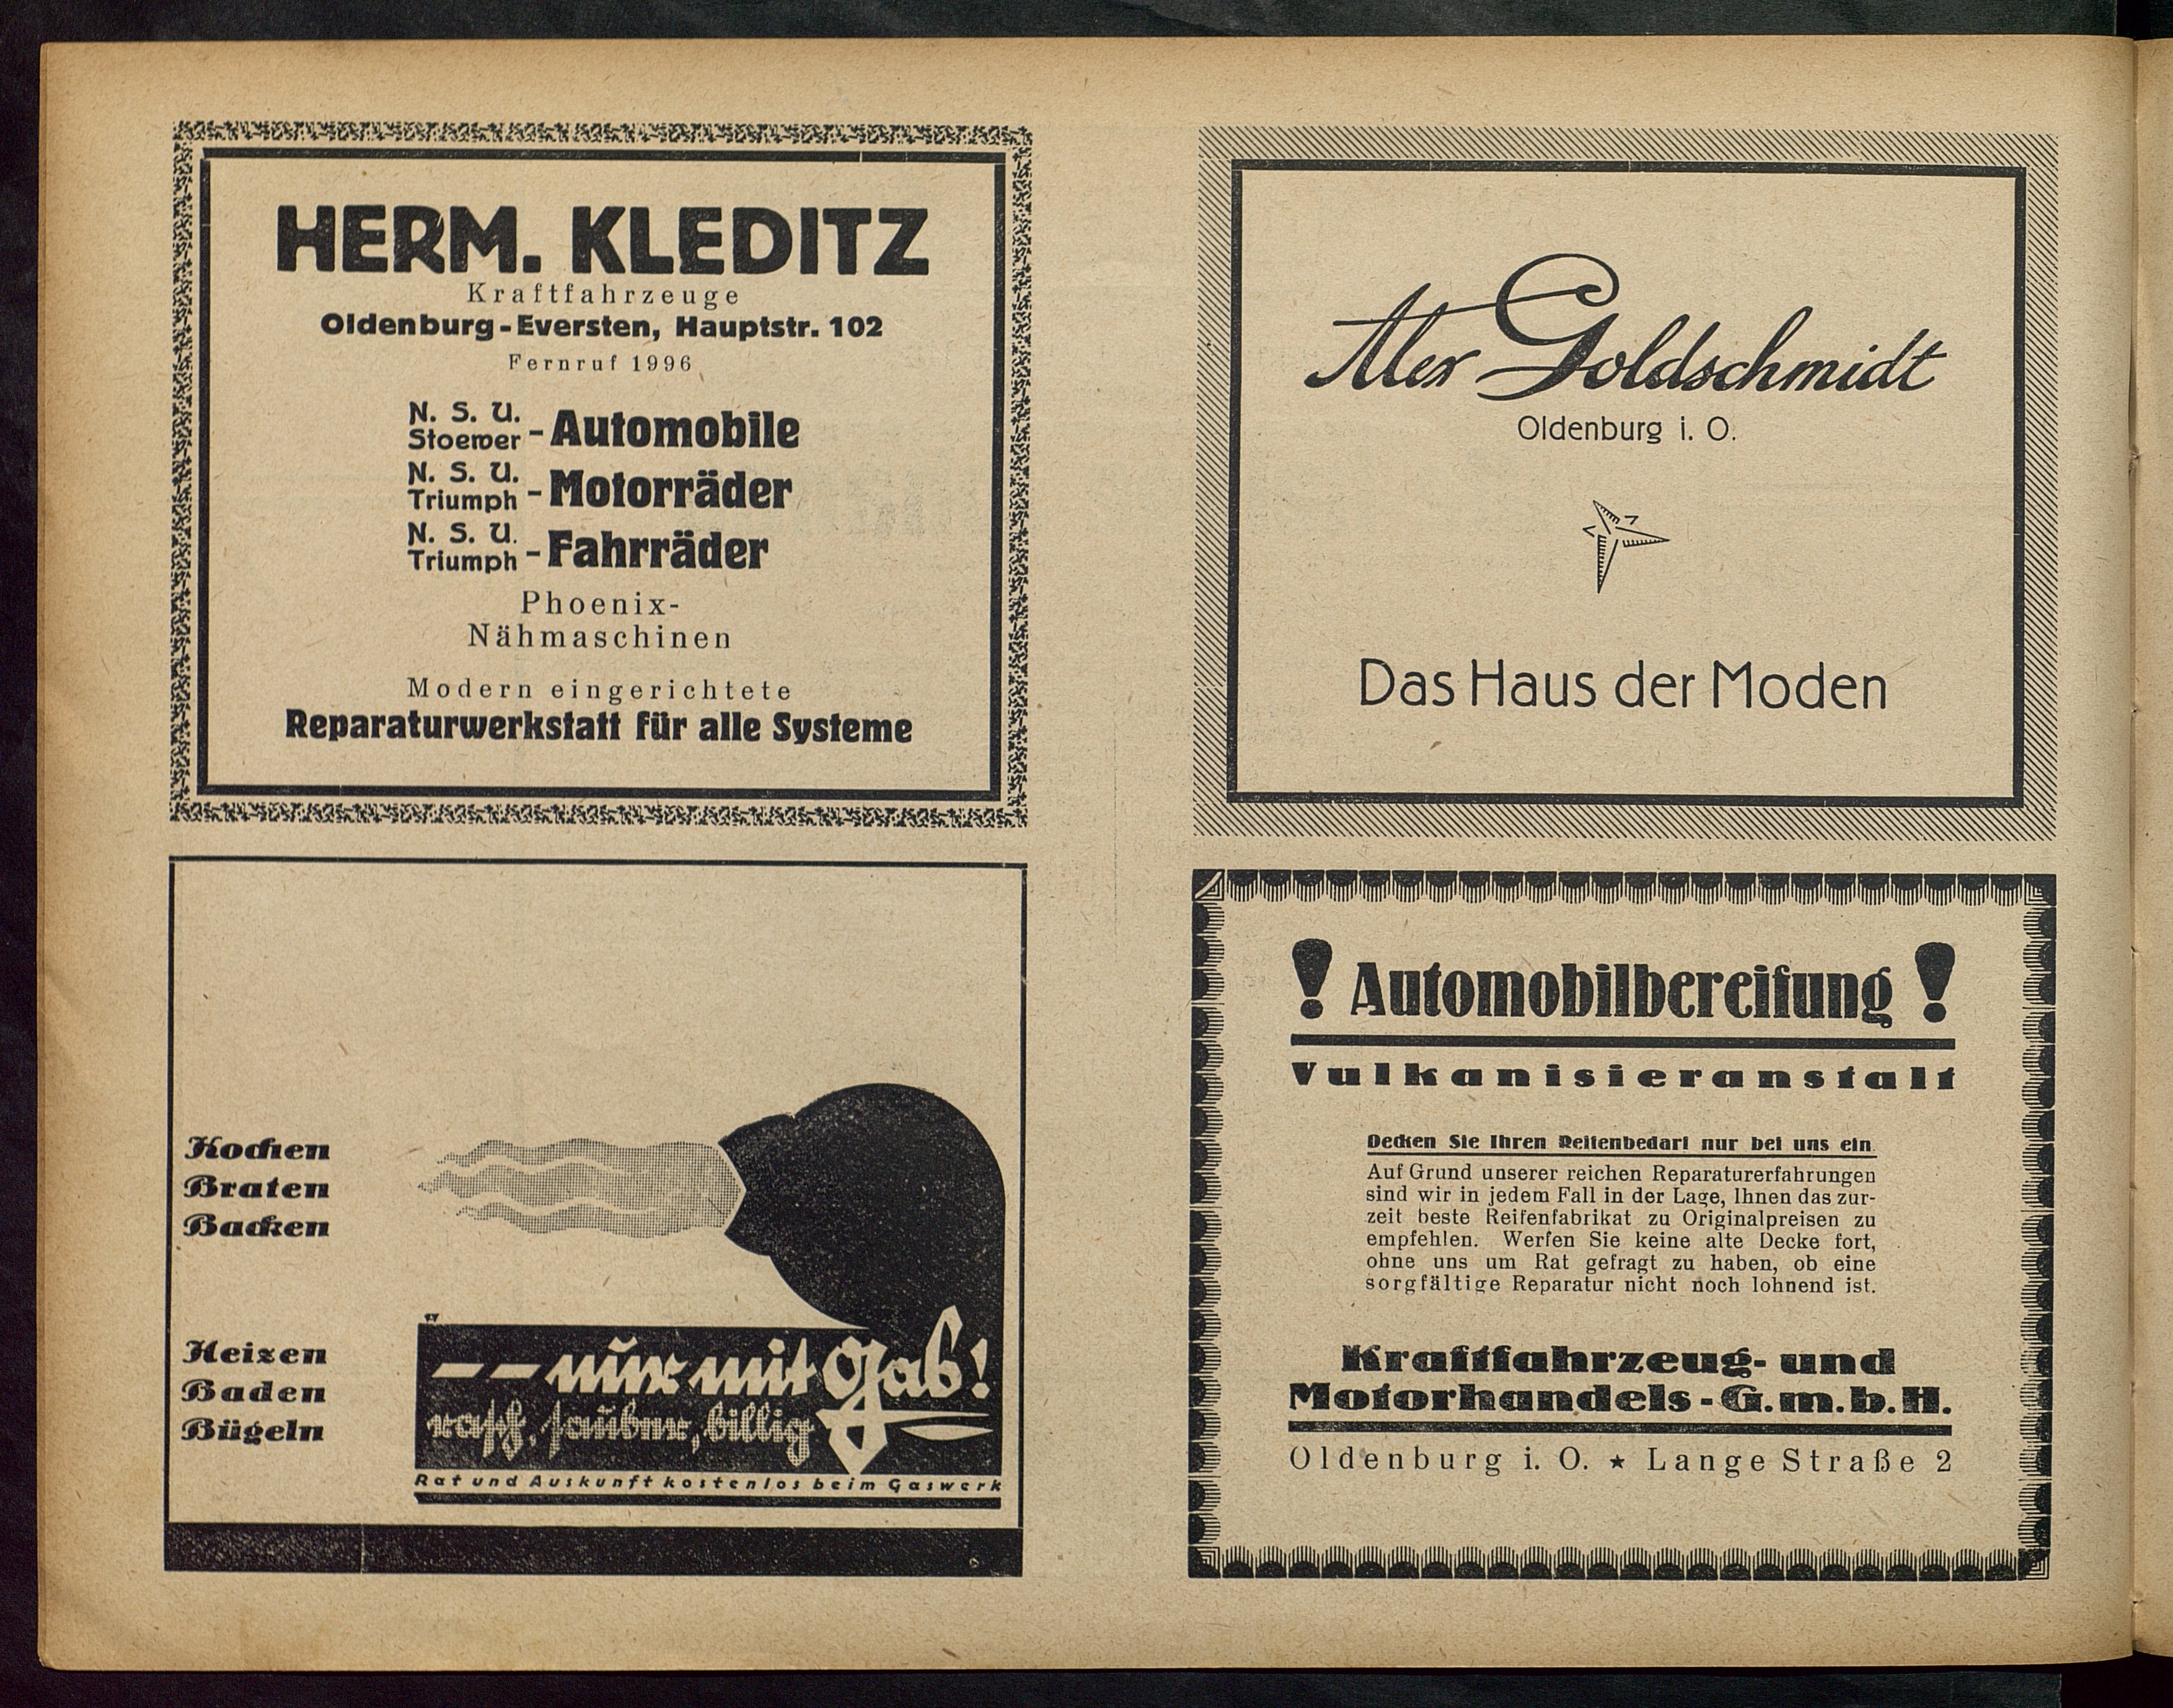 HERM. KLEDITZ
Kraftfahrzeuge
Oldenburg-Eversten, Hauptstr. 102
Fernruf 1996
N. S. U.
Stoewer - Automobile
N. S. U.
Triumph - Motorräder
N. S. U.
Triumph - Fahrräder
Phoenix-
Nähmaschinen
Modern eingerichtete
Reparaturwerkstatt für alle Systeme
Kochen
Braten
Backen
Heizen
Baden
Bügeln
— — nur mit Gas!
rasch, sauber, billig
Rat und Auskunft kostenlos beim Gaswerk
Alex Goldschmidt
Oldenburg i. O.
Das Haus der Moden
! Automobilbereifung !
Vulkanisieranstalt
Decken Sie Ihren Reifenbedarf nur bei uns ein
Auf Grund unserer reichen Reparaturerfahrungen
sind wir in jedem Fall in der Lage, Ihnen das zur-
zeit beste Reifenfabrikat zu Originalpreisen zu
empfehlen. Werfen Sie keine alte Decke fort,
ohne uns um Rat gefragt zu haben, ob eine
sorgfältige Reparatur nicht noch lohnend ist.
Kraftfahrzeug- und
Motorhandels-G.m.b.H.
Oldenburg i. O. ★ Lange Straße 2